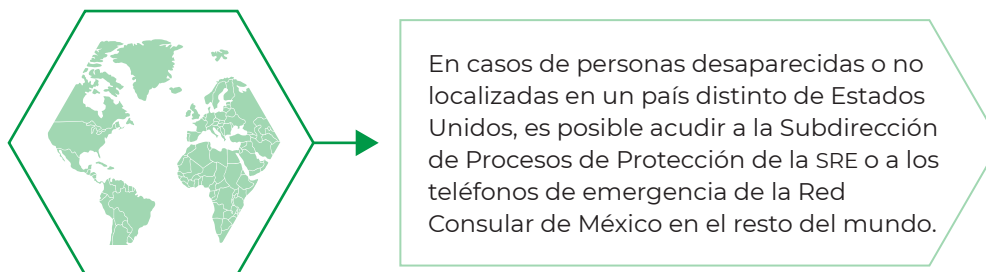 En casos de personas desaparecidas o no
localizadas en un país distinto de Estados
Unidos, es posible acudir a la Subdirección
de Procesos de Protección de la SRE o a los
teléfonos de emergencia de la Red
Consular de México en el resto del mundo.